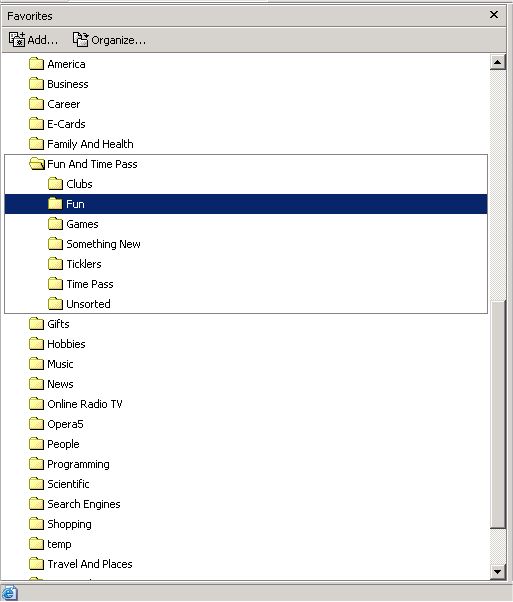 Favorites
Add... Organize...
America
Business
Career
E-Cards
Family And Health
Fun And Time Pass
Clubs
Fun
Games
Something New
Ticklers
Time Pass
Unsorted
Gifts
Hobbies
Music
News
Online Radio TV
Opera5
People
Programming
Scientific
Search Engines
Shopping
temp
Travel And Places